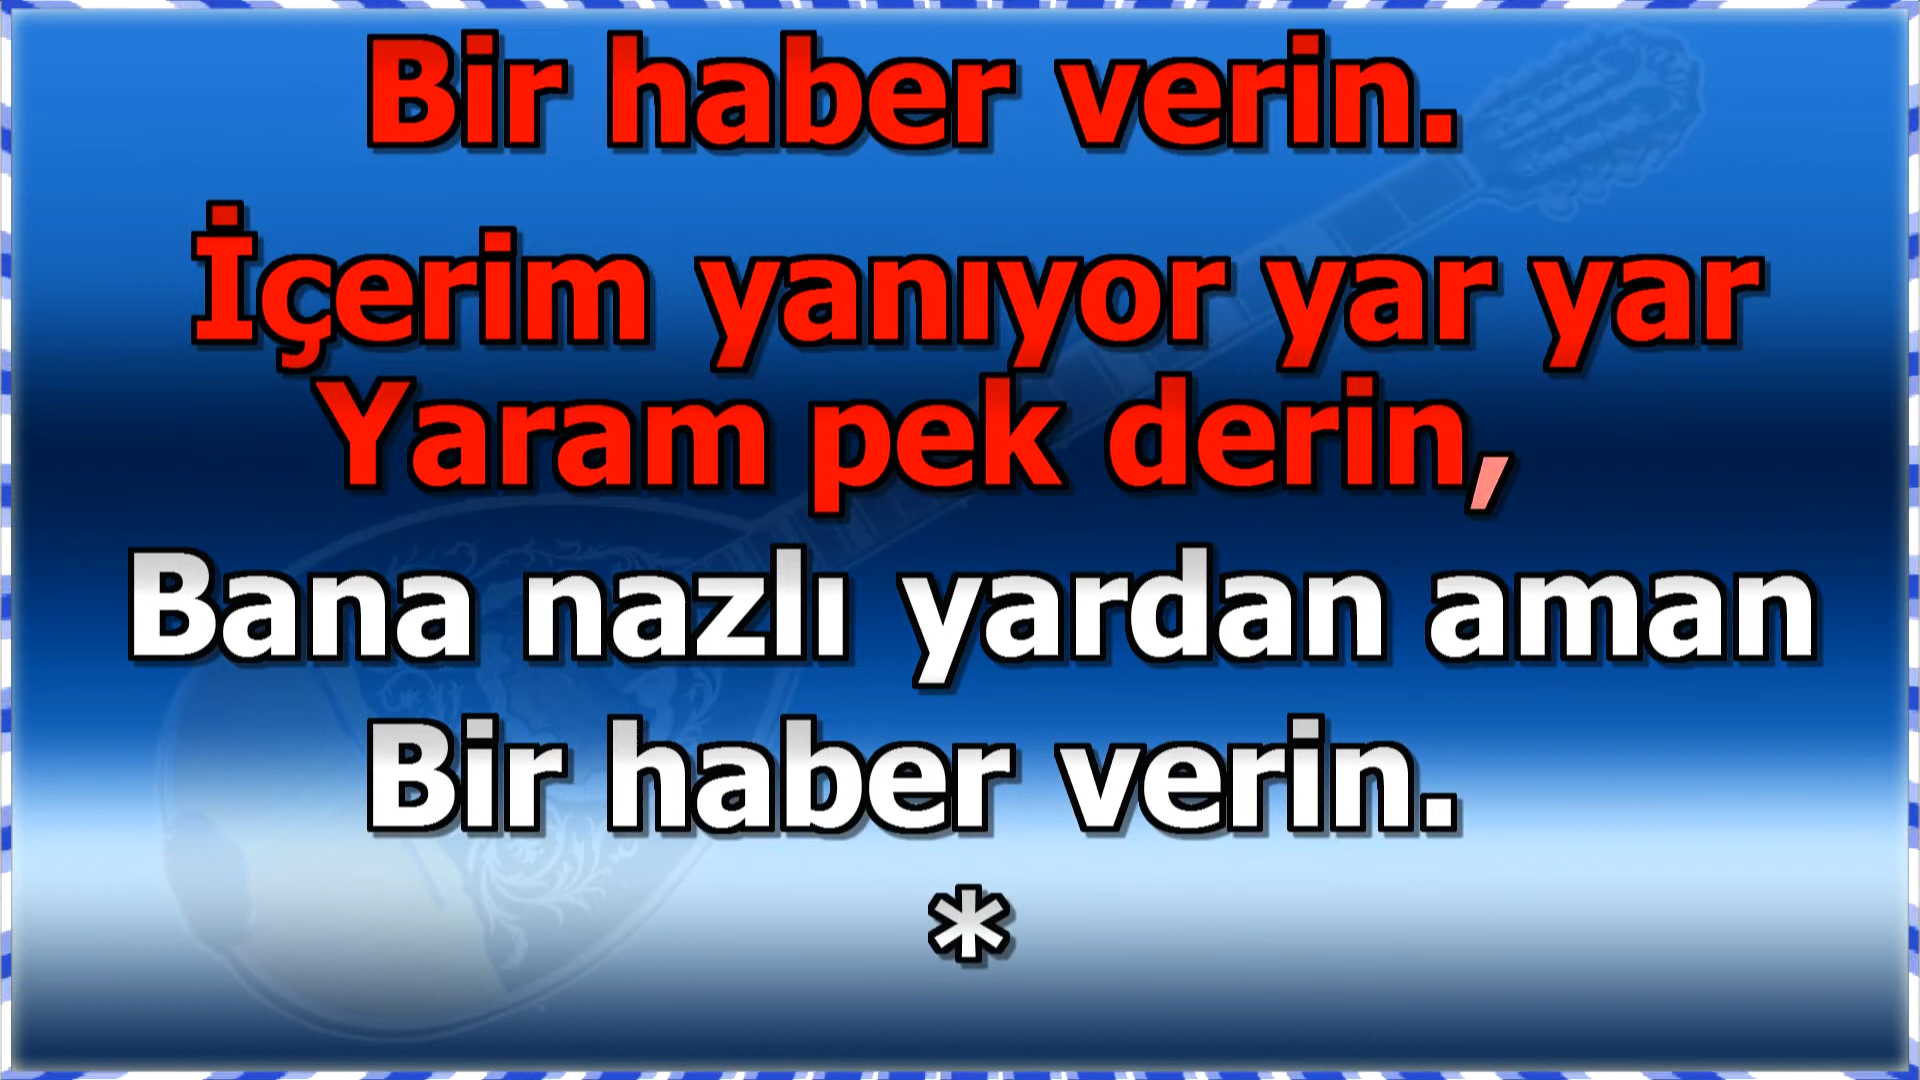 Bir haber verin.
İçerim yanıyor yar yar
Yaram pek derin,
Bana nazlı yardan aman
Bir haber verin.
*